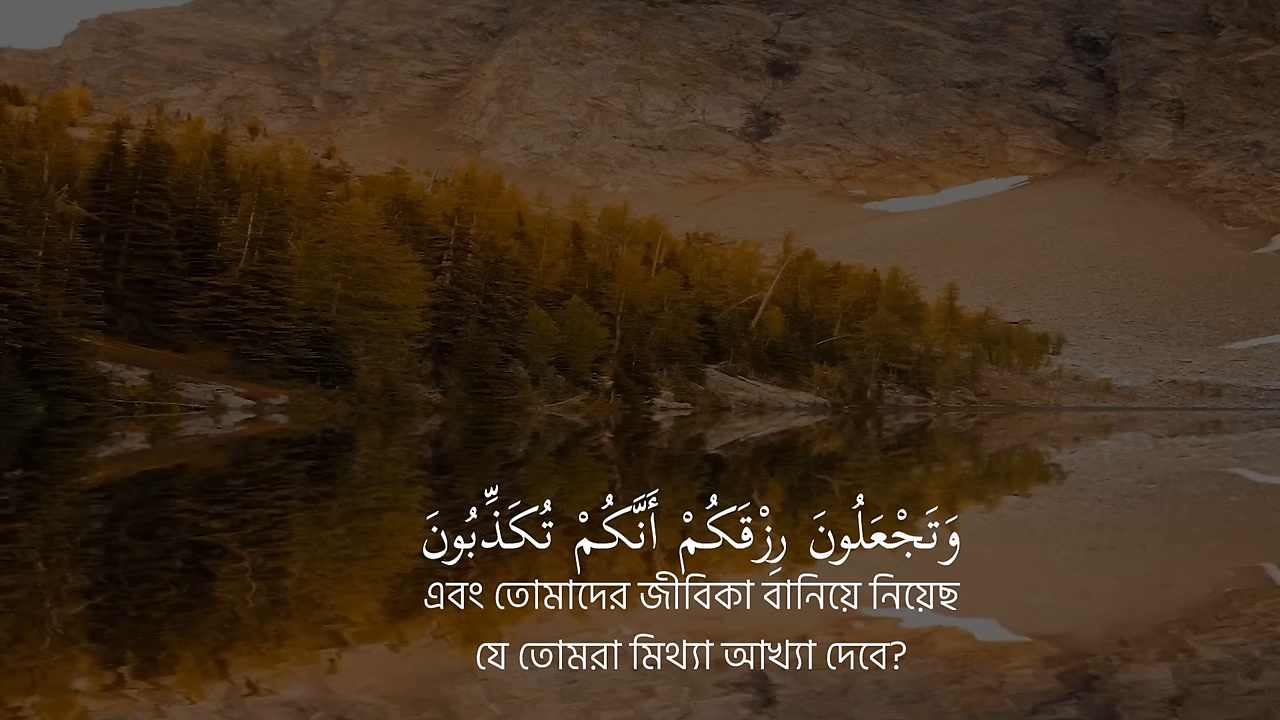 وَتَجْعَلُونَ رِزْقَكُمْ أَنَّكُمْ تُكَذِّبُونَ
এবং তোমাদের জীবিকা বানিয়ে নিয়েছ
যে তোমরা মিথ্যা আখ্যা দেবে?